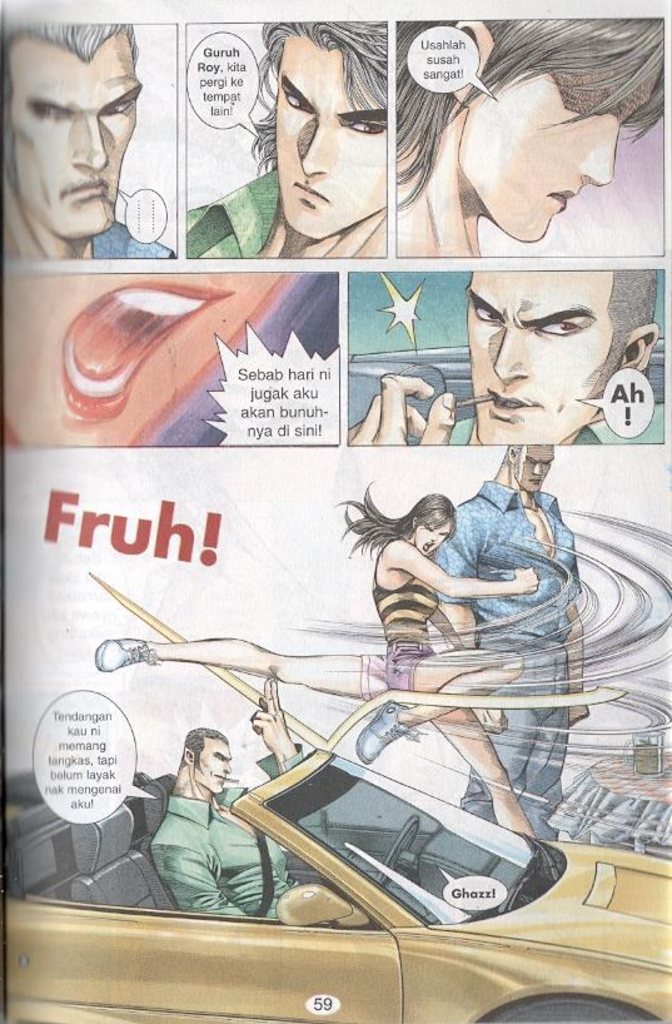 Guruh
Roy, kita
pergi ke
tempat
lain!
Usahlah
susah
sangat!
Sebab hari ni
jugak aku
akan bunuh-
nya di sini!
Ah
!
Fruh!
Tendangan
kau ni
memang
tangkas, tapi
belum layak
nak mengenai
aku!
Ghazz!
59